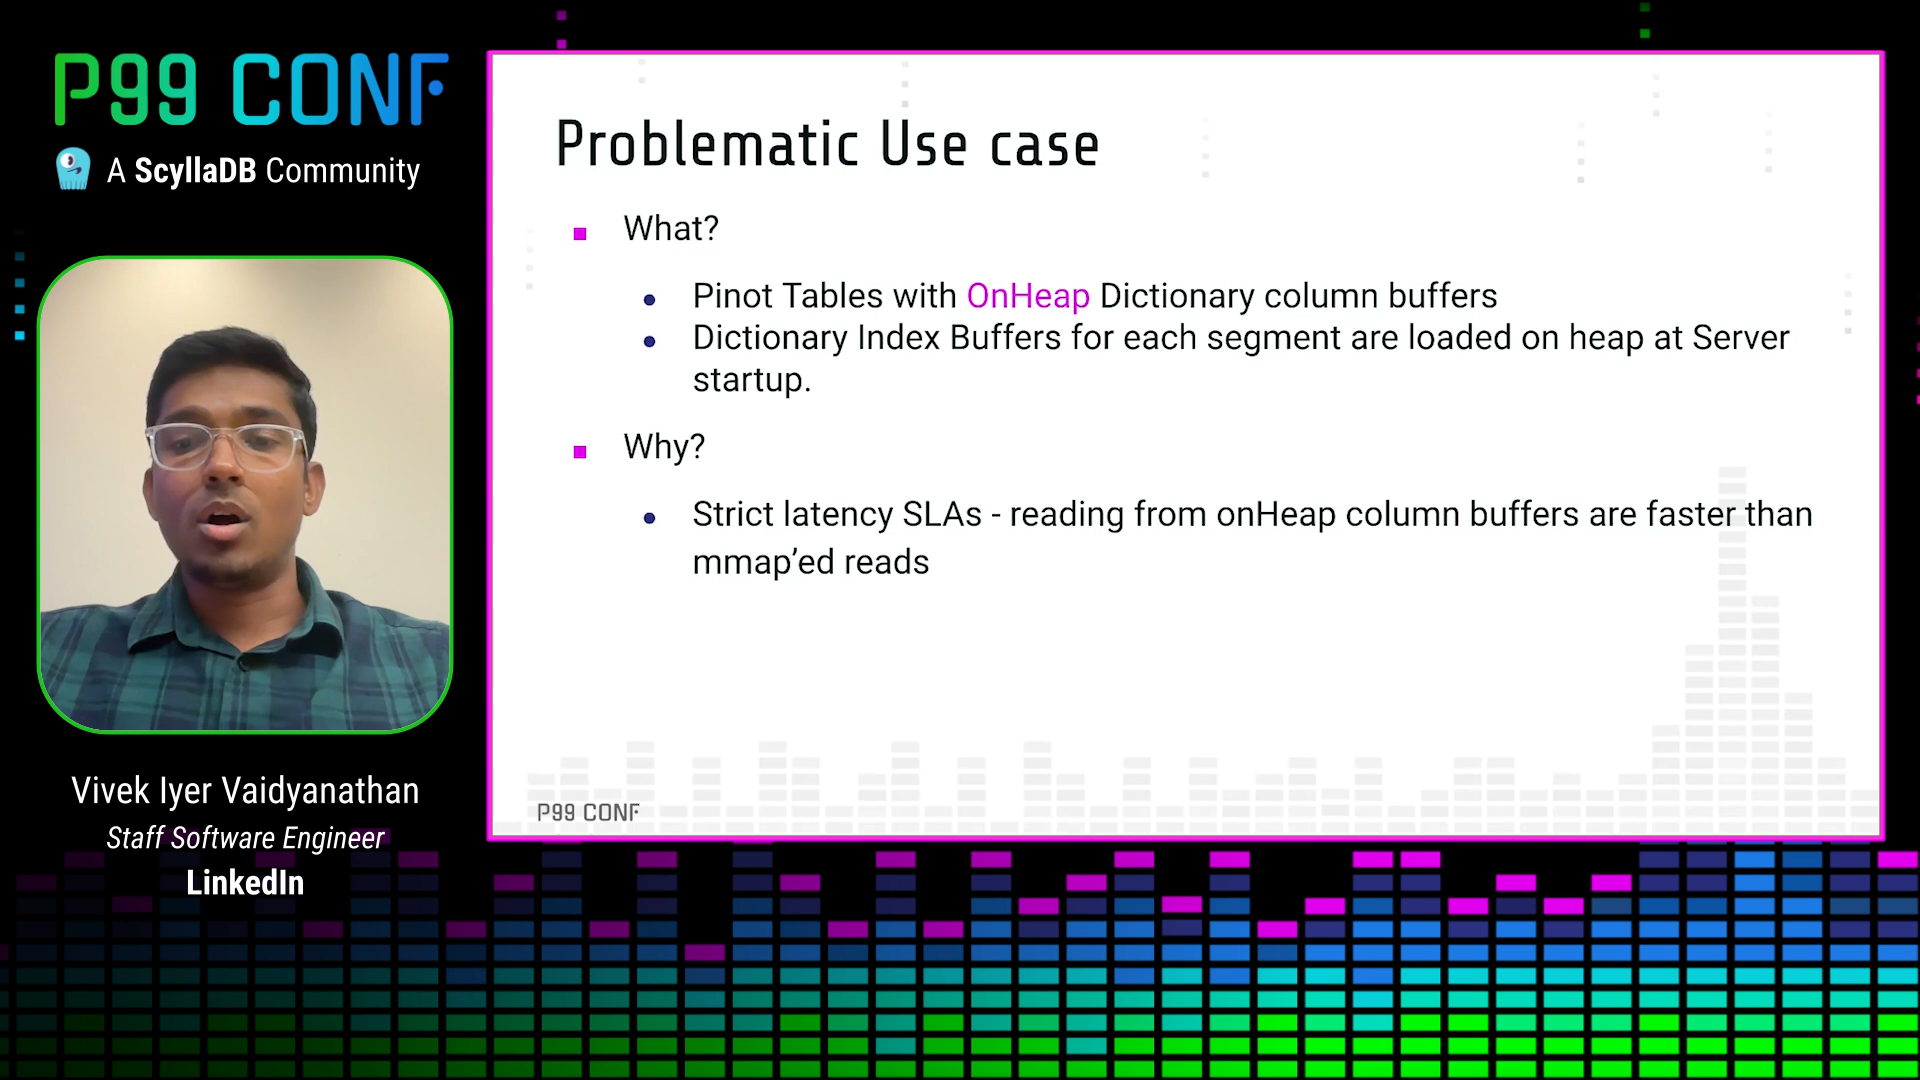 P99 CONF
A ScyllaDB Community
Vivek Iyer Vaidyanathan
Staff Software Engineer
LinkedIn
Problematic Use case
What?
Pinot Tables with OnHeap Dictionary column buffers
Dictionary Index Buffers for each segment are loaded on heap at Server
startup.
Why?
Strict latency SLAs - reading from onHeap column buffers are faster than
mmap’ed reads
P99 CONF